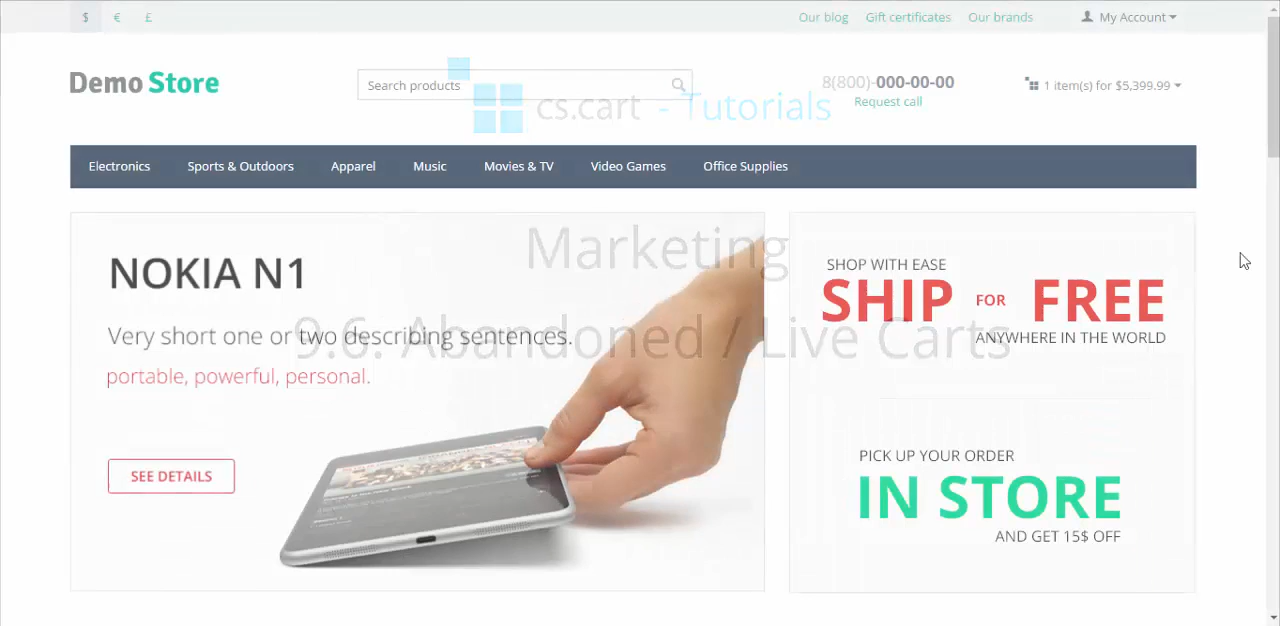 $ € £ Our blog Gift certificates Our brands My Account
Demo Store Search products 8(800)-000-00-00 1 item(s) for $5,399.99
Request call
cs.cart - Tutorials
Electronics Sports & Outdoors Apparel Music Movies & TV Video Games Office Supplies
Marketing
9.6. Abandoned / Live Carts
NOKIA N1
Very short one or two describing sentences.
portable, powerful, personal.
SEE DETAILS
SHOP WITH EASE
SHIP FOR FREE
ANYWHERE IN THE WORLD
PICK UP YOUR ORDER
IN STORE
AND GET 15$ OFF